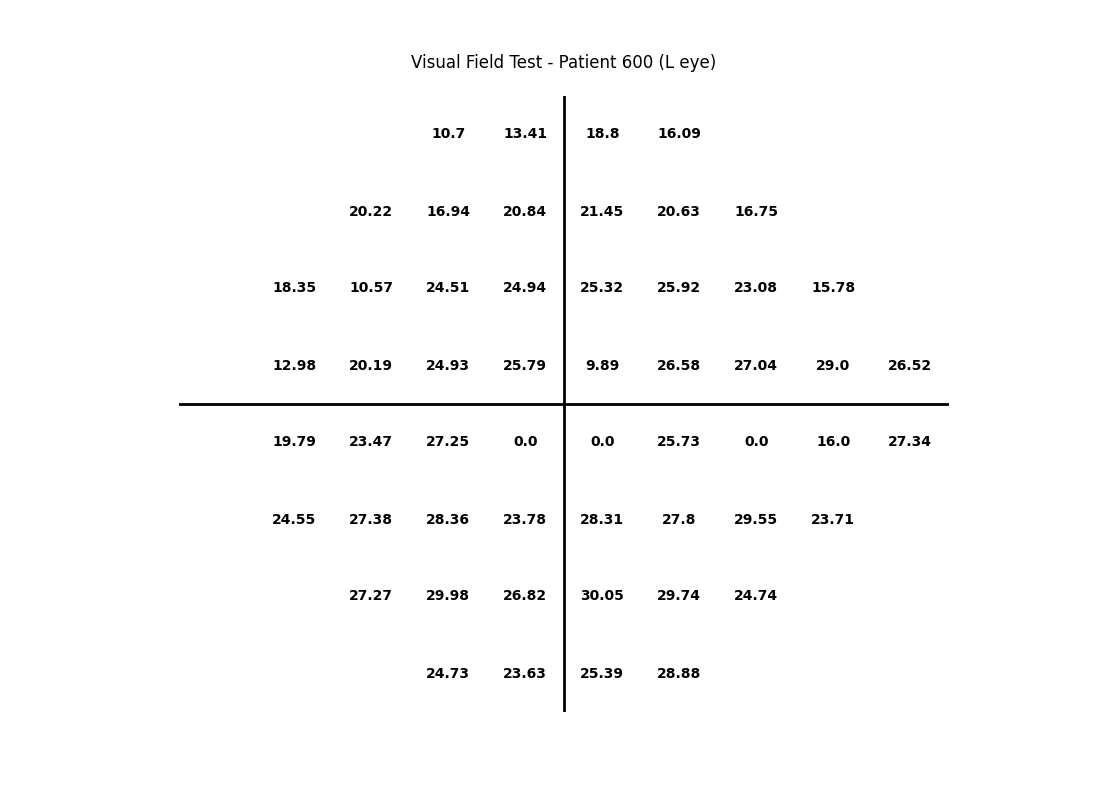 Visual Field Test - Patient 600 (L eye)
10.7 13.41 18.8 16.09
20.22 16.94 20.84 21.45 20.63 16.75
18.35 10.57 24.51 24.94 25.32 25.92 23.08 15.78
12.98 20.19 24.93 25.79 9.89 26.58 27.04 29.0 26.52
19.79 23.47 27.25 0.0 0.0 25.73 0.0 16.0 27.34
24.55 27.38 28.36 23.78 28.31 27.8 29.55 23.71
27.27 29.98 26.82 30.05 29.74 24.74
24.73 23.63 25.39 28.88